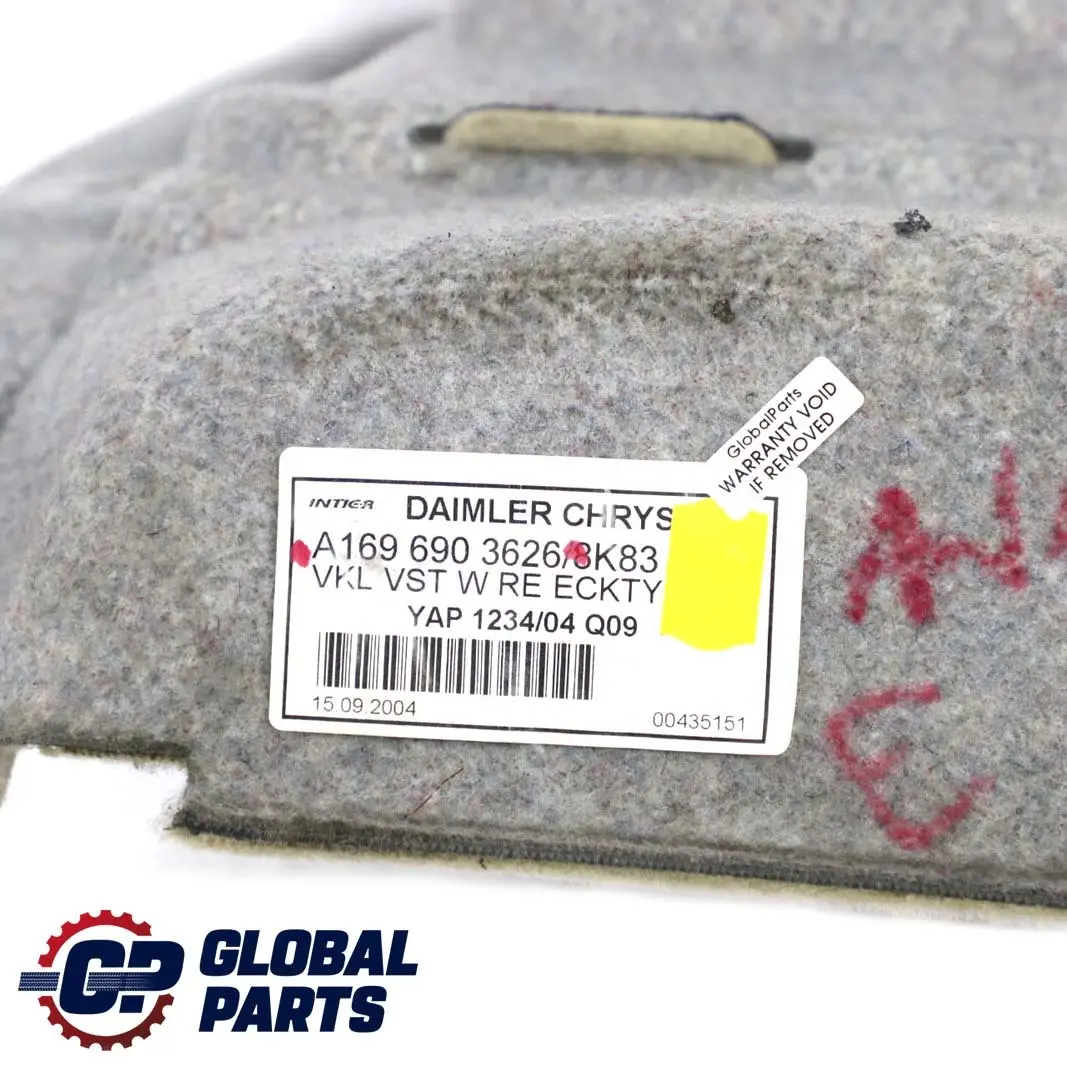 GlobalParts
WARRANTY VOID
IF REMOVED
INTIER DAIMLER CHRYS
A169 690 3626/8K83
VKL VST W RE ECKTY
YAP 1234/04 Q09
15.09.2004
00435151
GP GLOBAL
PARTS